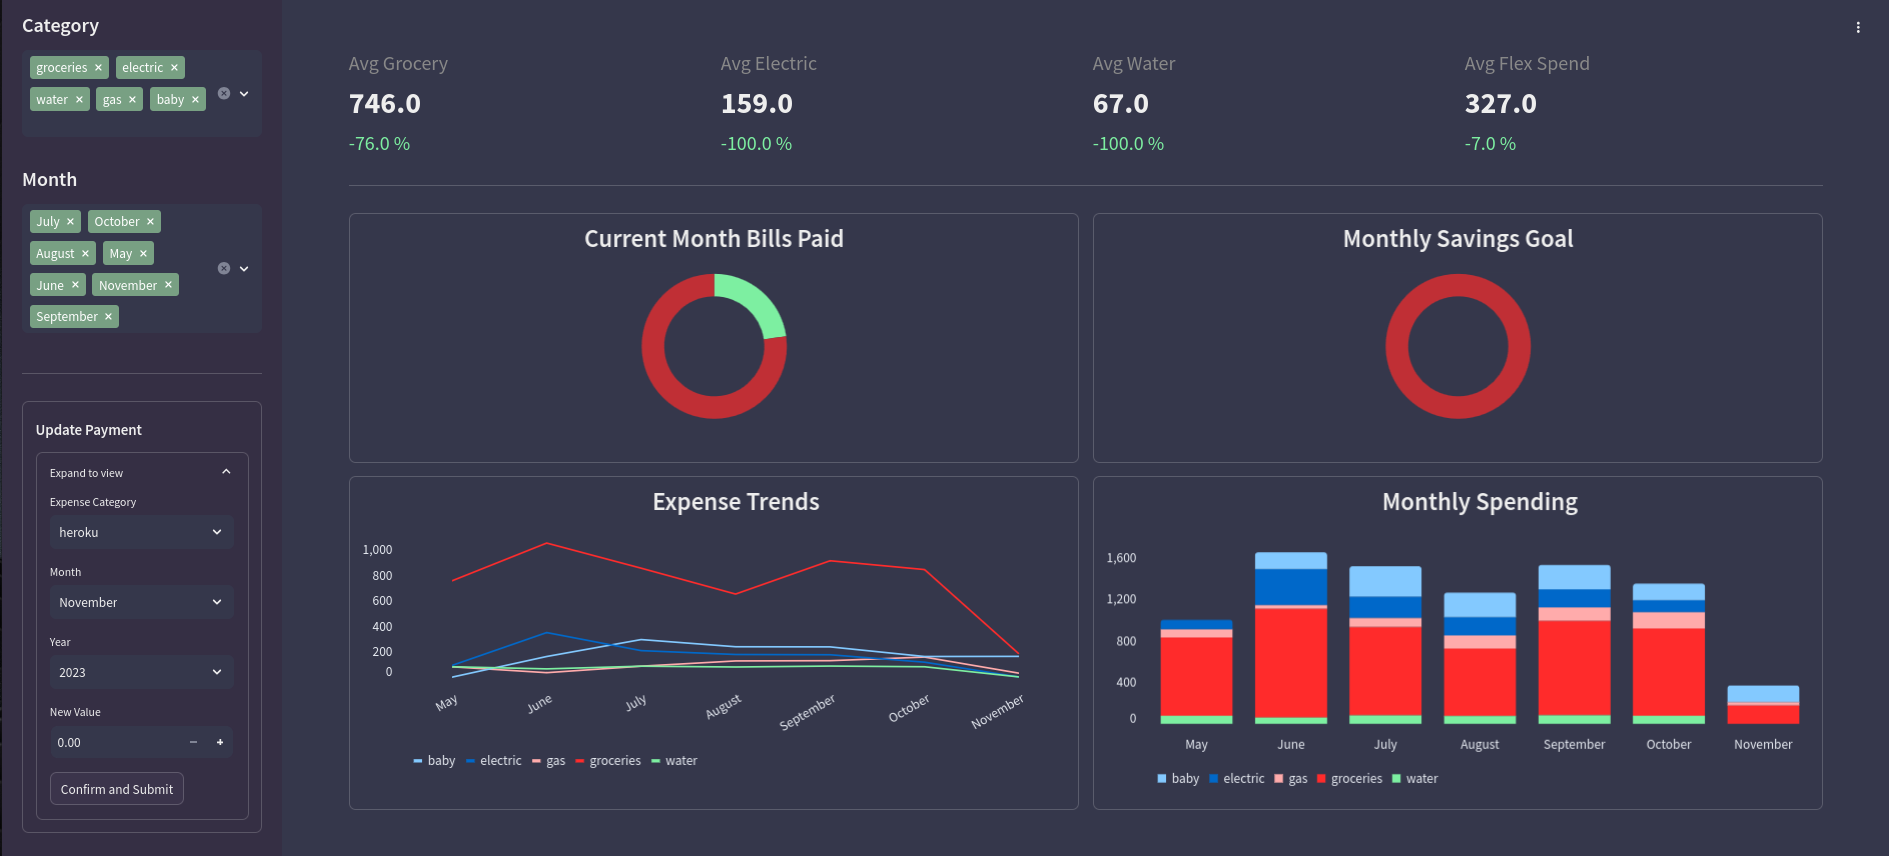 Category
groceries ×
electric ×
water ×
gas ×
baby ×
Month
July ×
October ×
August ×
May ×
June ×
November ×
September ×
Update Payment
Expand to view
Expense Category
heroku
Month
November
Year
2023
New Value
0.00
Confirm and Submit
Avg Grocery
746.0
-76.0 %
Avg Electric
159.0
-100.0 %
Avg Water
67.0
-100.0 %
Avg Flex Spend
327.0
-7.0 %
Current Month Bills Paid
Monthly Savings Goal
Expense Trends
1,000
800
600
400
200
0
May
June
July
August
September
October
November
baby
electric
gas
groceries
water
Monthly Spending
1,600
1,200
800
400
0
May
June
July
August
September
October
November
baby
electric
gas
groceries
water